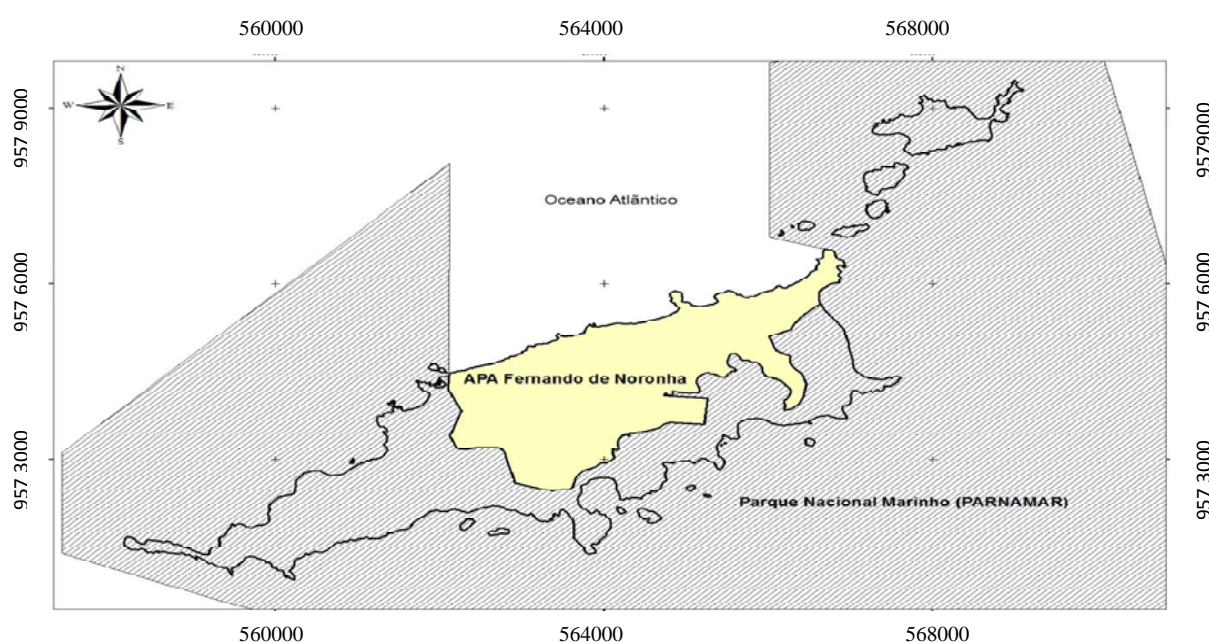 560000 564000 568000
N
W E
S
957 9000
9579000
Oceano Atlântico
957 6000
957 6000
APA Fernando de Noronha
957 3000
957 3000
Parque Nacional Marinho (PARNAMAR)
560000 564000 568000